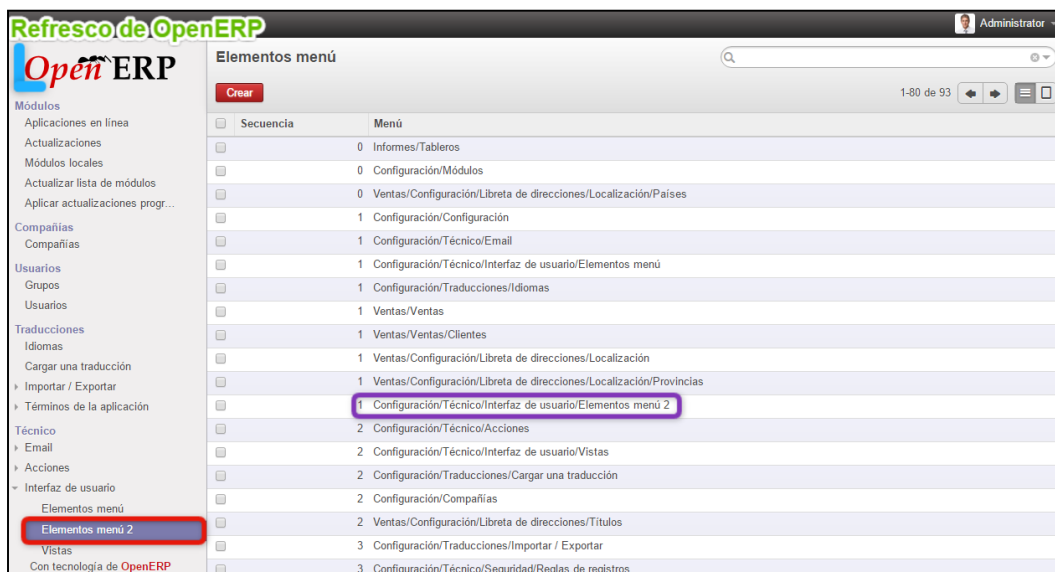 Refresco de OpenERP
Administrator
Open ERP
Módulos
Aplicaciones en línea
Actualizaciones
Módulos locales
Actualizar lista de módulos
Aplicar actualizaciones progr...
Compañías
Compañías
Usuarios
Grupos
Usuarios
Traducciones
Idiomas
Cargar una traducción
Importar / Exportar
Términos de la aplicación
Técnico
Email
Acciones
Interfaz de usuario
Elementos menú
Elementos menú 2
Vistas
Con tecnología de OpenERP
Elementos menú
Crear
1-80 de 93
Secuencia Menú
0 Informes/Tableros
0 Configuración/Módulos
0 Ventas/Configuración/Libreta de direcciones/Localización/Países
1 Configuración/Configuración
1 Configuración/Técnico/Email
1 Configuración/Técnico/Interfaz de usuario/Elementos menú
1 Configuración/Traducciones/Idiomas
1 Ventas/Ventas
1 Ventas/Ventas/Clientes
1 Ventas/Configuración/Libreta de direcciones/Localización
1 Ventas/Configuración/Libreta de direcciones/Localización/Provincias
1 Configuración/Técnico/Interfaz de usuario/Elementos menú 2
2 Configuración/Técnico/Acciones
2 Configuración/Técnico/Interfaz de usuario/Vistas
2 Configuración/Traducciones/Cargar una traducción
2 Configuración/Compañías
2 Ventas/Configuración/Libreta de direcciones/Títulos
3 Configuración/Traducciones/Importar / Exportar
3 Configuración/Técnico/Seguridad/Reglas de registros